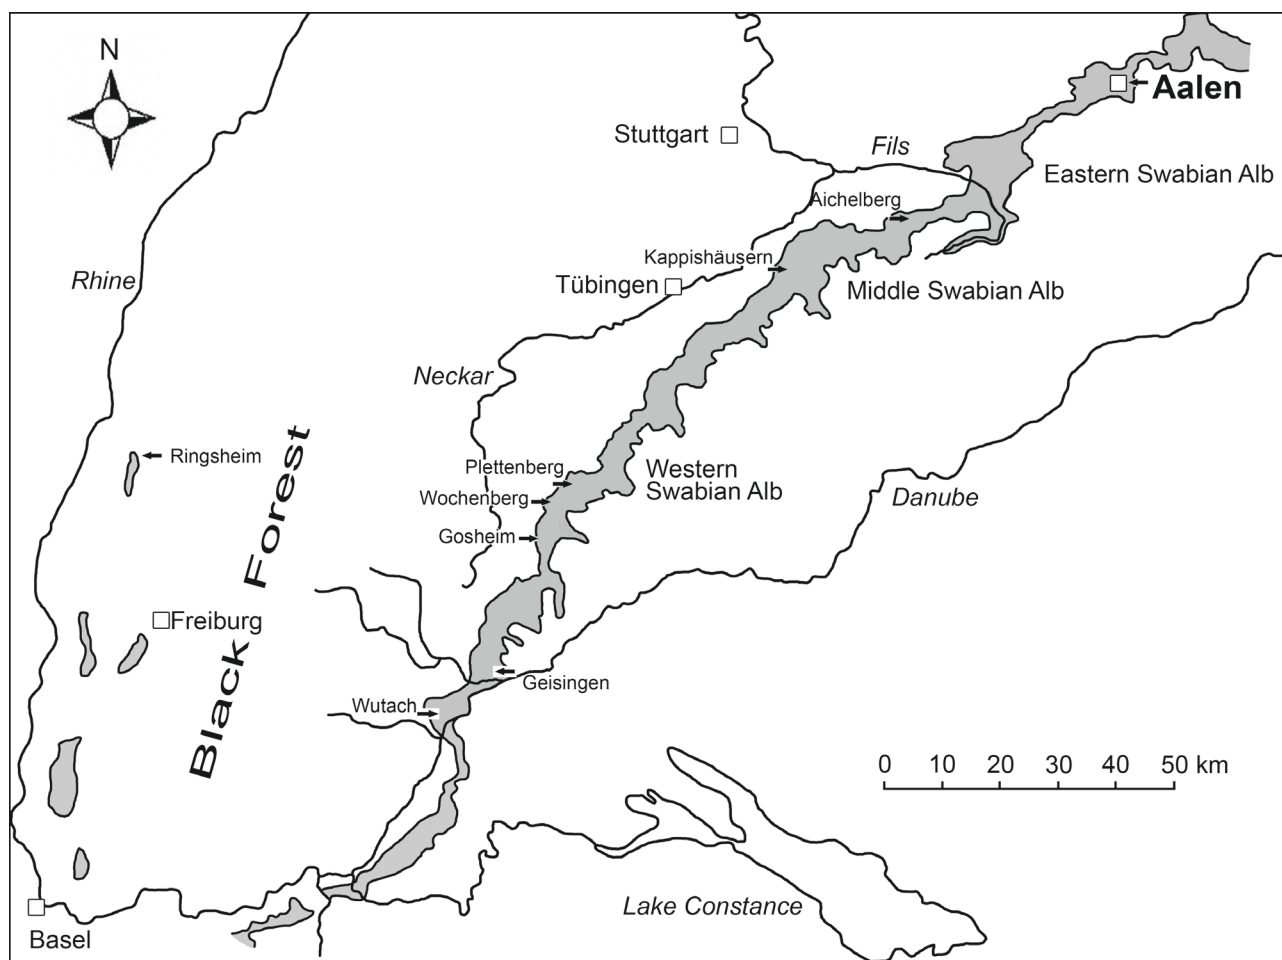 N
Aalen
Stuttgart
Fils
Eastern Swabian Alb
Aichelberg
Kappishäusern
Rhine
Tübingen
Middle Swabian Alb
Neckar
Ringsheim
Black Forest
Plettenberg
Western
Swabian Alb
Wochenberg
Danube
Gosheim
Freiburg
Geisingen
Wutach
0 10 20 30 40 50 km
Lake Constance
Basel